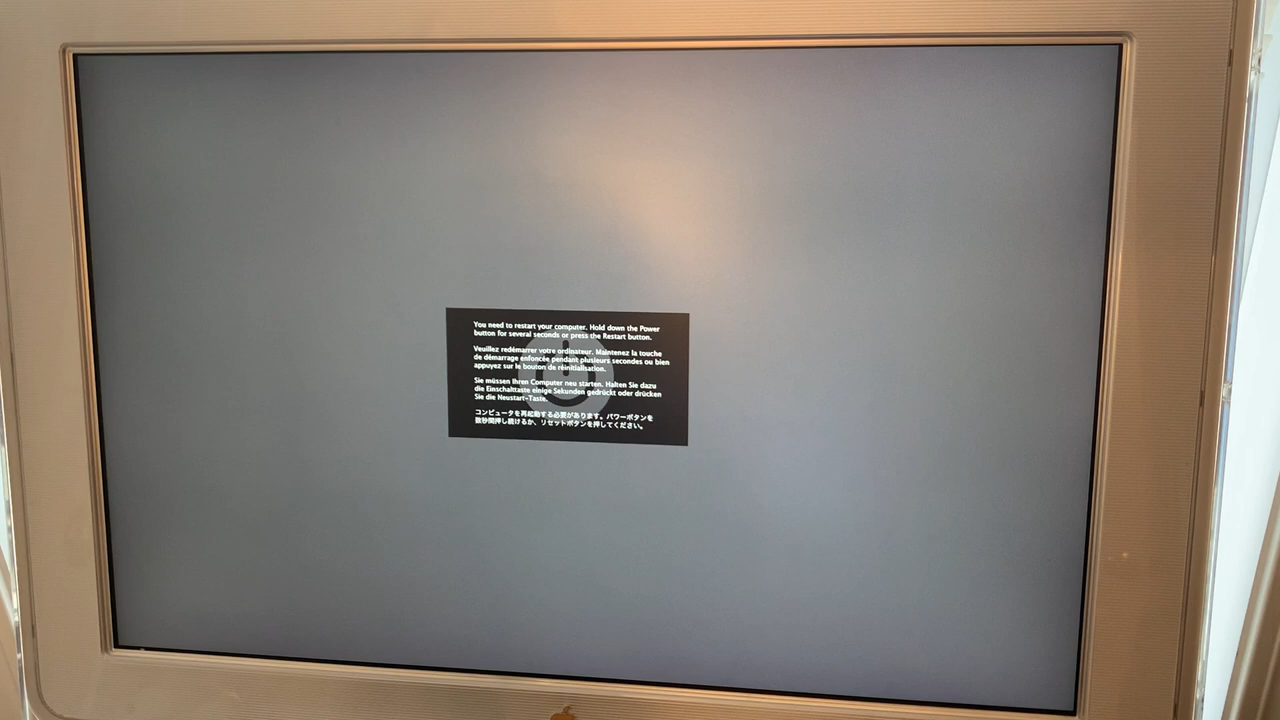 You need to restart your computer. Hold down the Power
button for several seconds or press the Restart button.
Veuillez redémarrer votre ordinateur. Maintenez la touche
de démarrage enfoncée pendant plusieurs secondes ou bien
appuyez sur le bouton de réinitialisation.
Sie müssen Ihren Computer neu starten. Halten Sie dazu
die Einschalttaste einige Sekunden gedrückt oder drücken
Sie die Neustart-Taste.
コンピュータを再起動する必要があります。パワーボタンを
数秒間押し続けるか、リセットボタンを押してください。